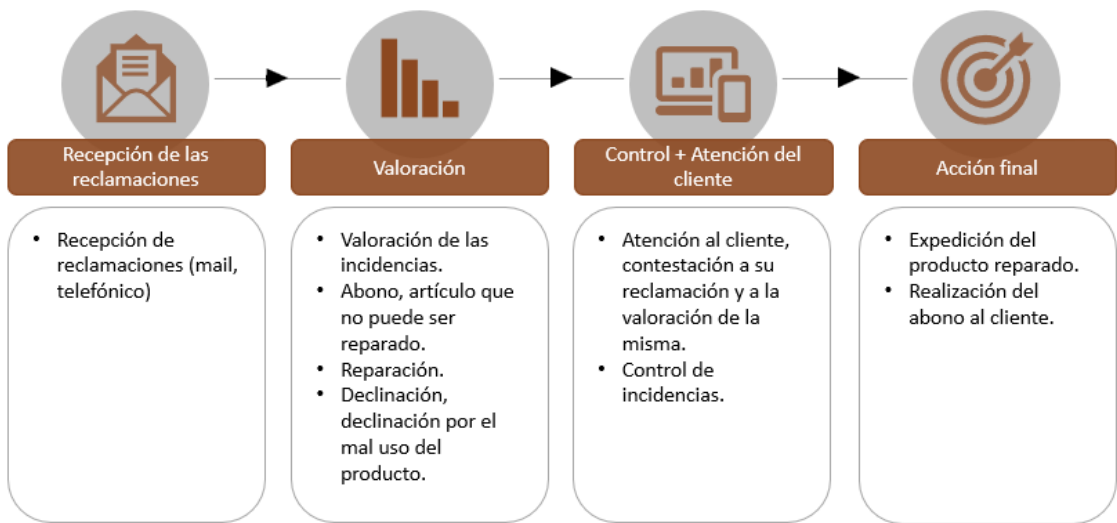 Recepción de las
reclamaciones
Valoración
Control + Atención del
cliente
Acción final
• Recepción de
reclamaciones (mail,
telefónico)
• Valoración de las
incidencias.
• Abono, artículo que
no puede ser
reparado.
• Reparación.
• Declinación,
declinación por el
mal uso del
producto.
• Atención al cliente,
contestación a su
reclamación y a la
valoración de la
misma.
• Control de
incidencias.
• Expedición del
producto reparado.
• Realización del
abono al cliente.